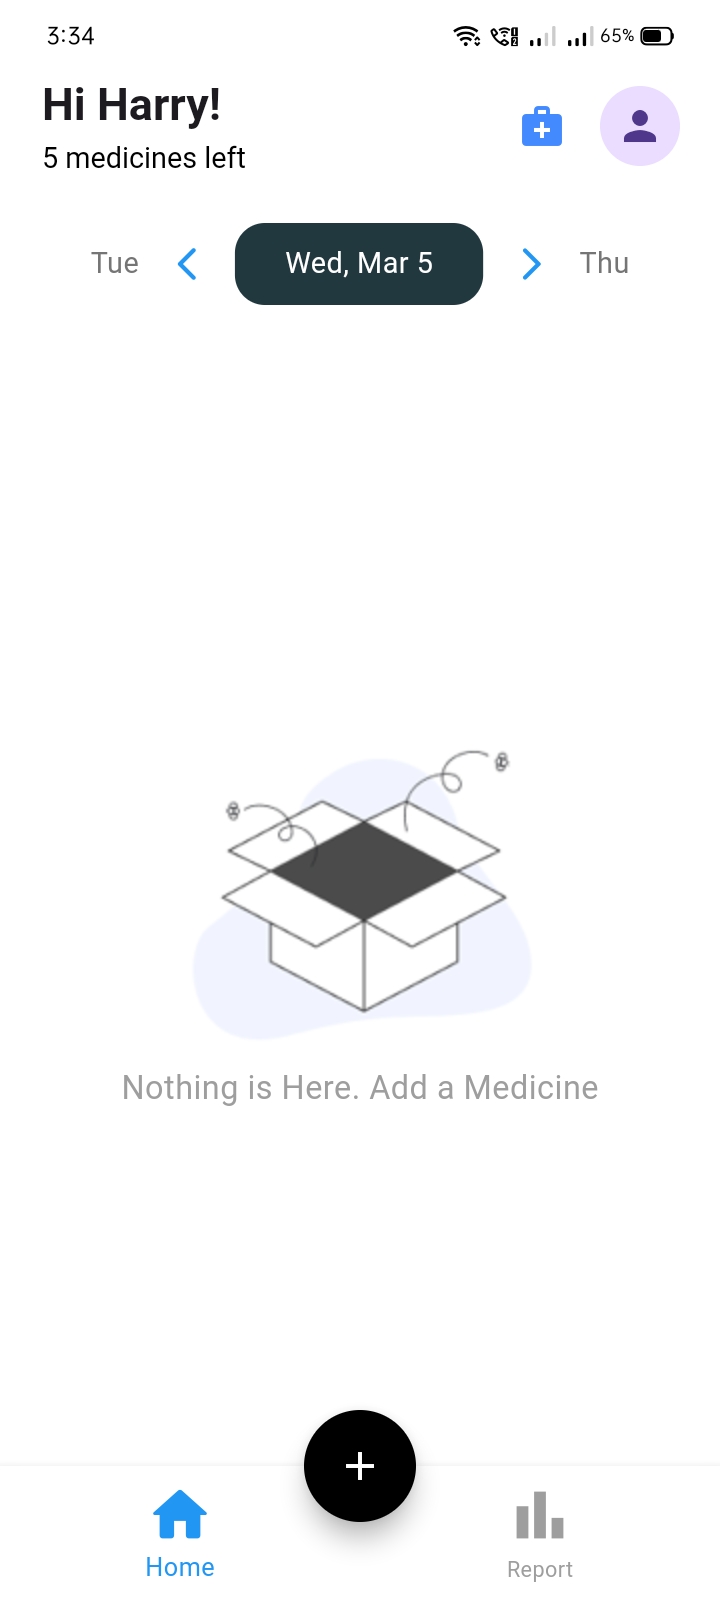 3:34
65%
Hi Harry!
5 medicines left
Tue
Wed, Mar 5
Thu
Nothing is Here. Add a Medicine
Home
Report